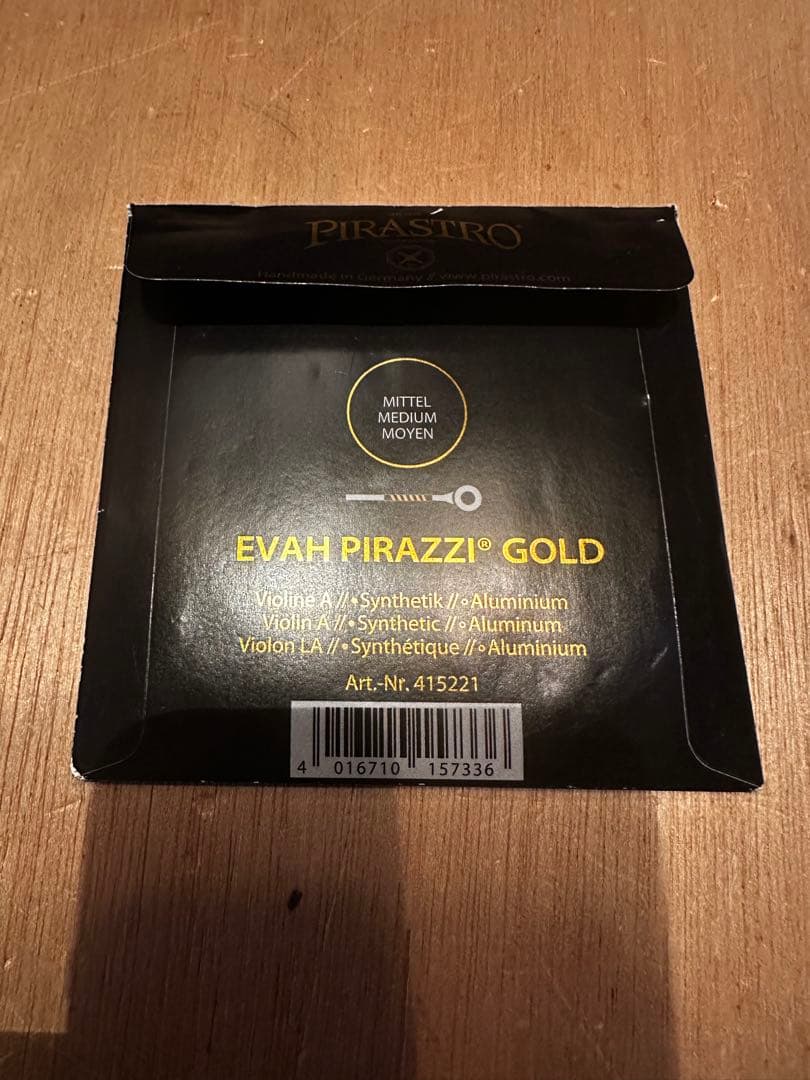 PIRASTRO®
Handmade in Germany // www.pirastro.com
MITTEL
MEDIUM
MOYEN
EVAH PIRAZZI® GOLD
Violine A // •Synthetik // ∘Aluminium
Violin A // •Synthetic // ∘Aluminum
Violon LA // •Synthétique // ∘Aluminium
Art.-Nr. 415221
4 016710 157336